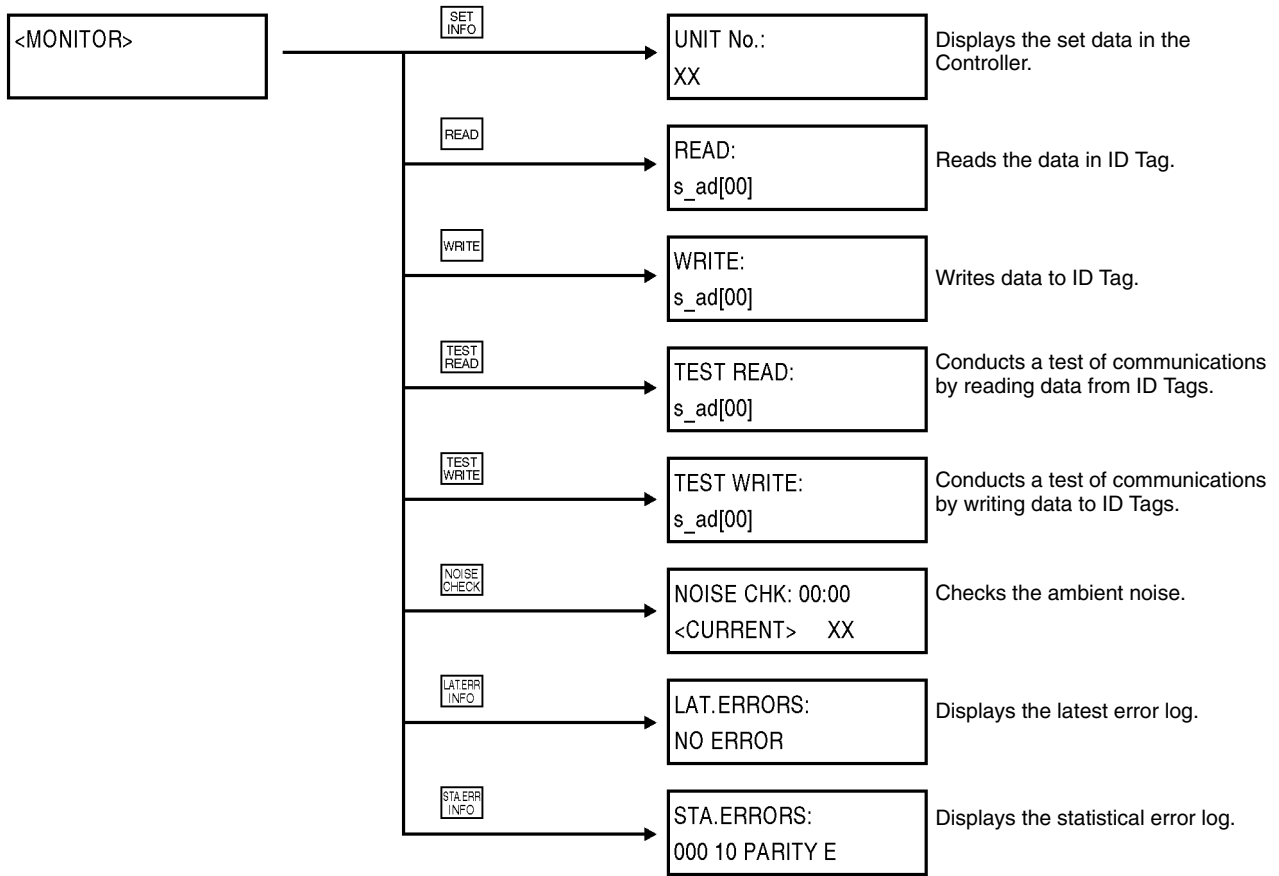 <MONITOR>
SET
INFO
UNIT No.:
XX
Displays the set data in the
Controller.
READ
READ:
s_ad[00]
Reads the data in ID Tag.
WRITE
WRITE:
s_ad[00]
Writes data to ID Tag.
TEST
READ
TEST READ:
s_ad[00]
Conducts a test of communications
by reading data from ID Tags.
TEST
WRITE
TEST WRITE:
s_ad[00]
Conducts a test of communications
by writing data to ID Tags.
NOISE
CHECK
NOISE CHK: 00:00
<CURRENT> XX
Checks the ambient noise.
LAT.ERR
INFO
LAT.ERRORS:
NO ERROR
Displays the latest error log.
STA.ERR
INFO
STA.ERRORS:
000 10 PARITY E
Displays the statistical error log.